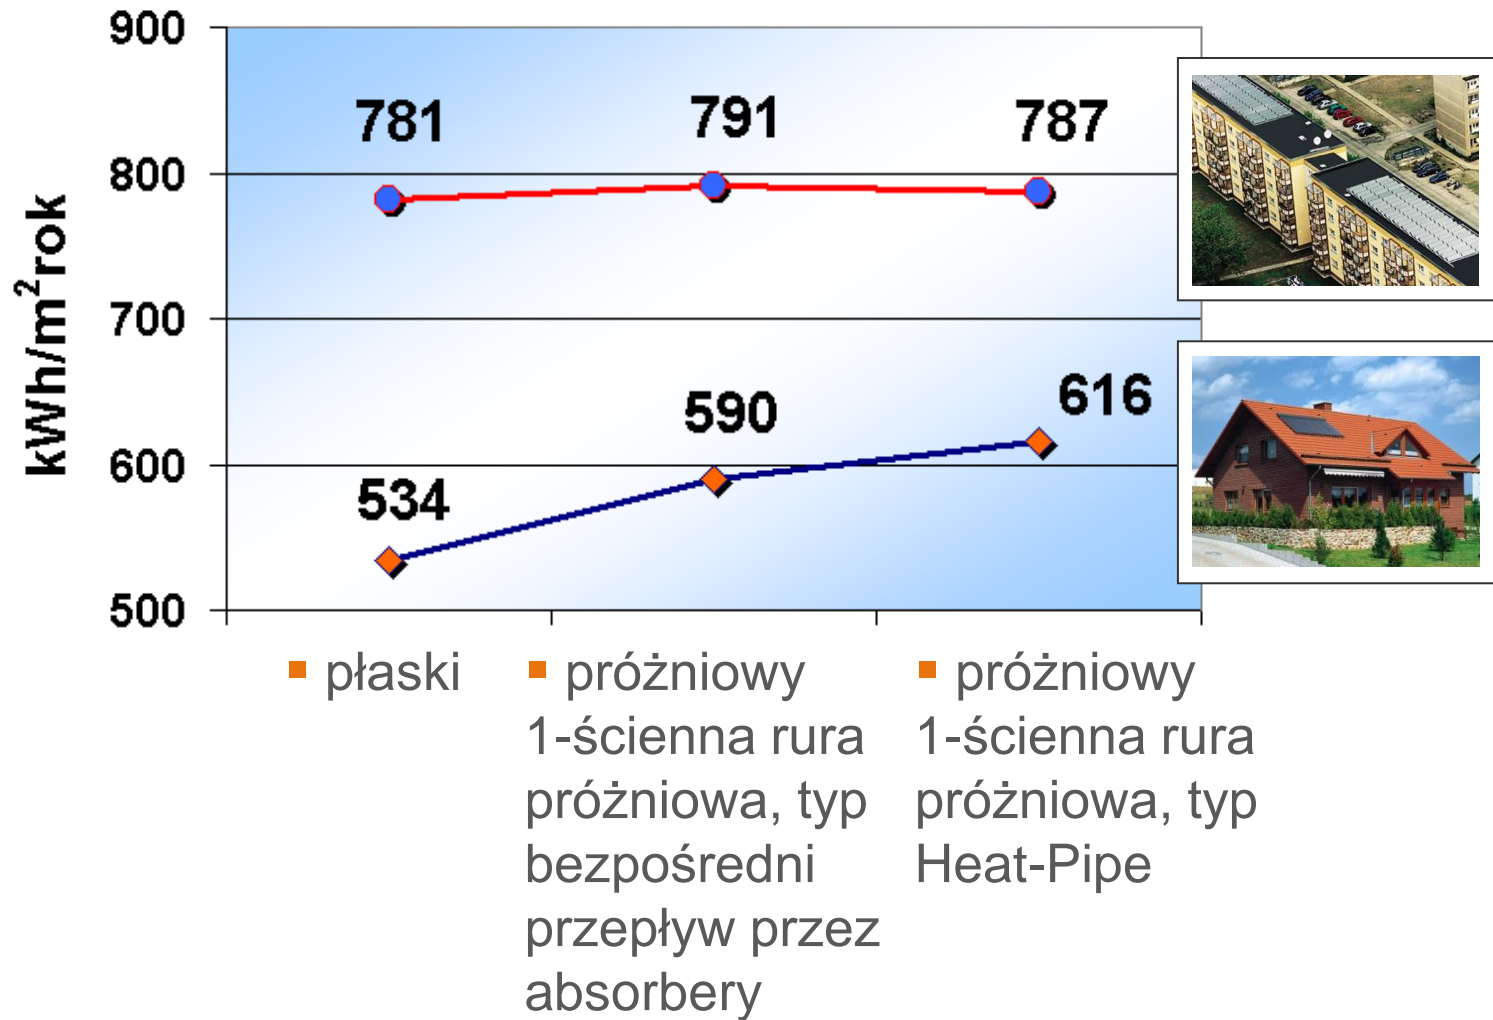 900
781
791
787
800
kWh/m²rok
700
616
590
600
534
500
▪ płaski
▪ próżniowy
1-ścienna rura
próżniowa, typ
bezpośredni
przepływ przez
absorbery
▪ próżniowy
1-ścienna rura
próżniowa, typ
Heat-Pipe